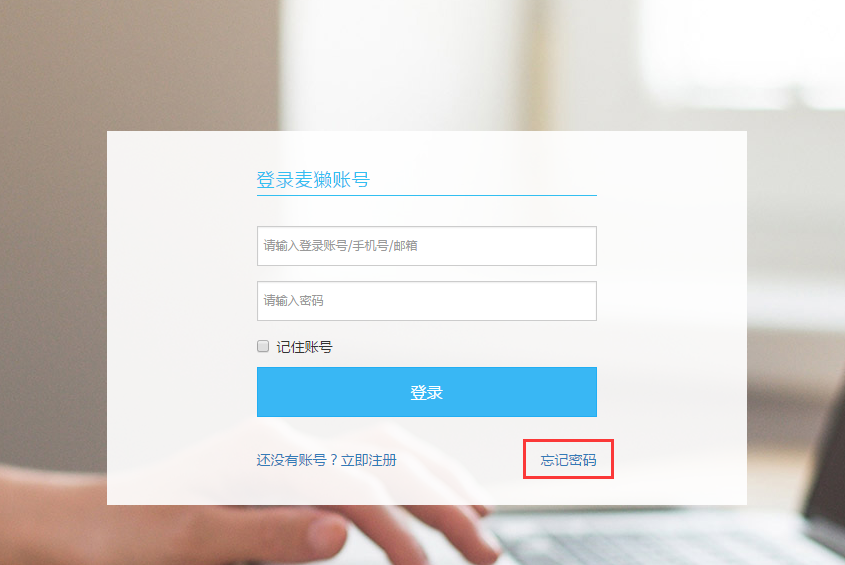 登录麦獭账号
请输入登录账号/手机号/邮箱
请输入密码
记住账号
登录
还没有账号？立即注册 忘记密码